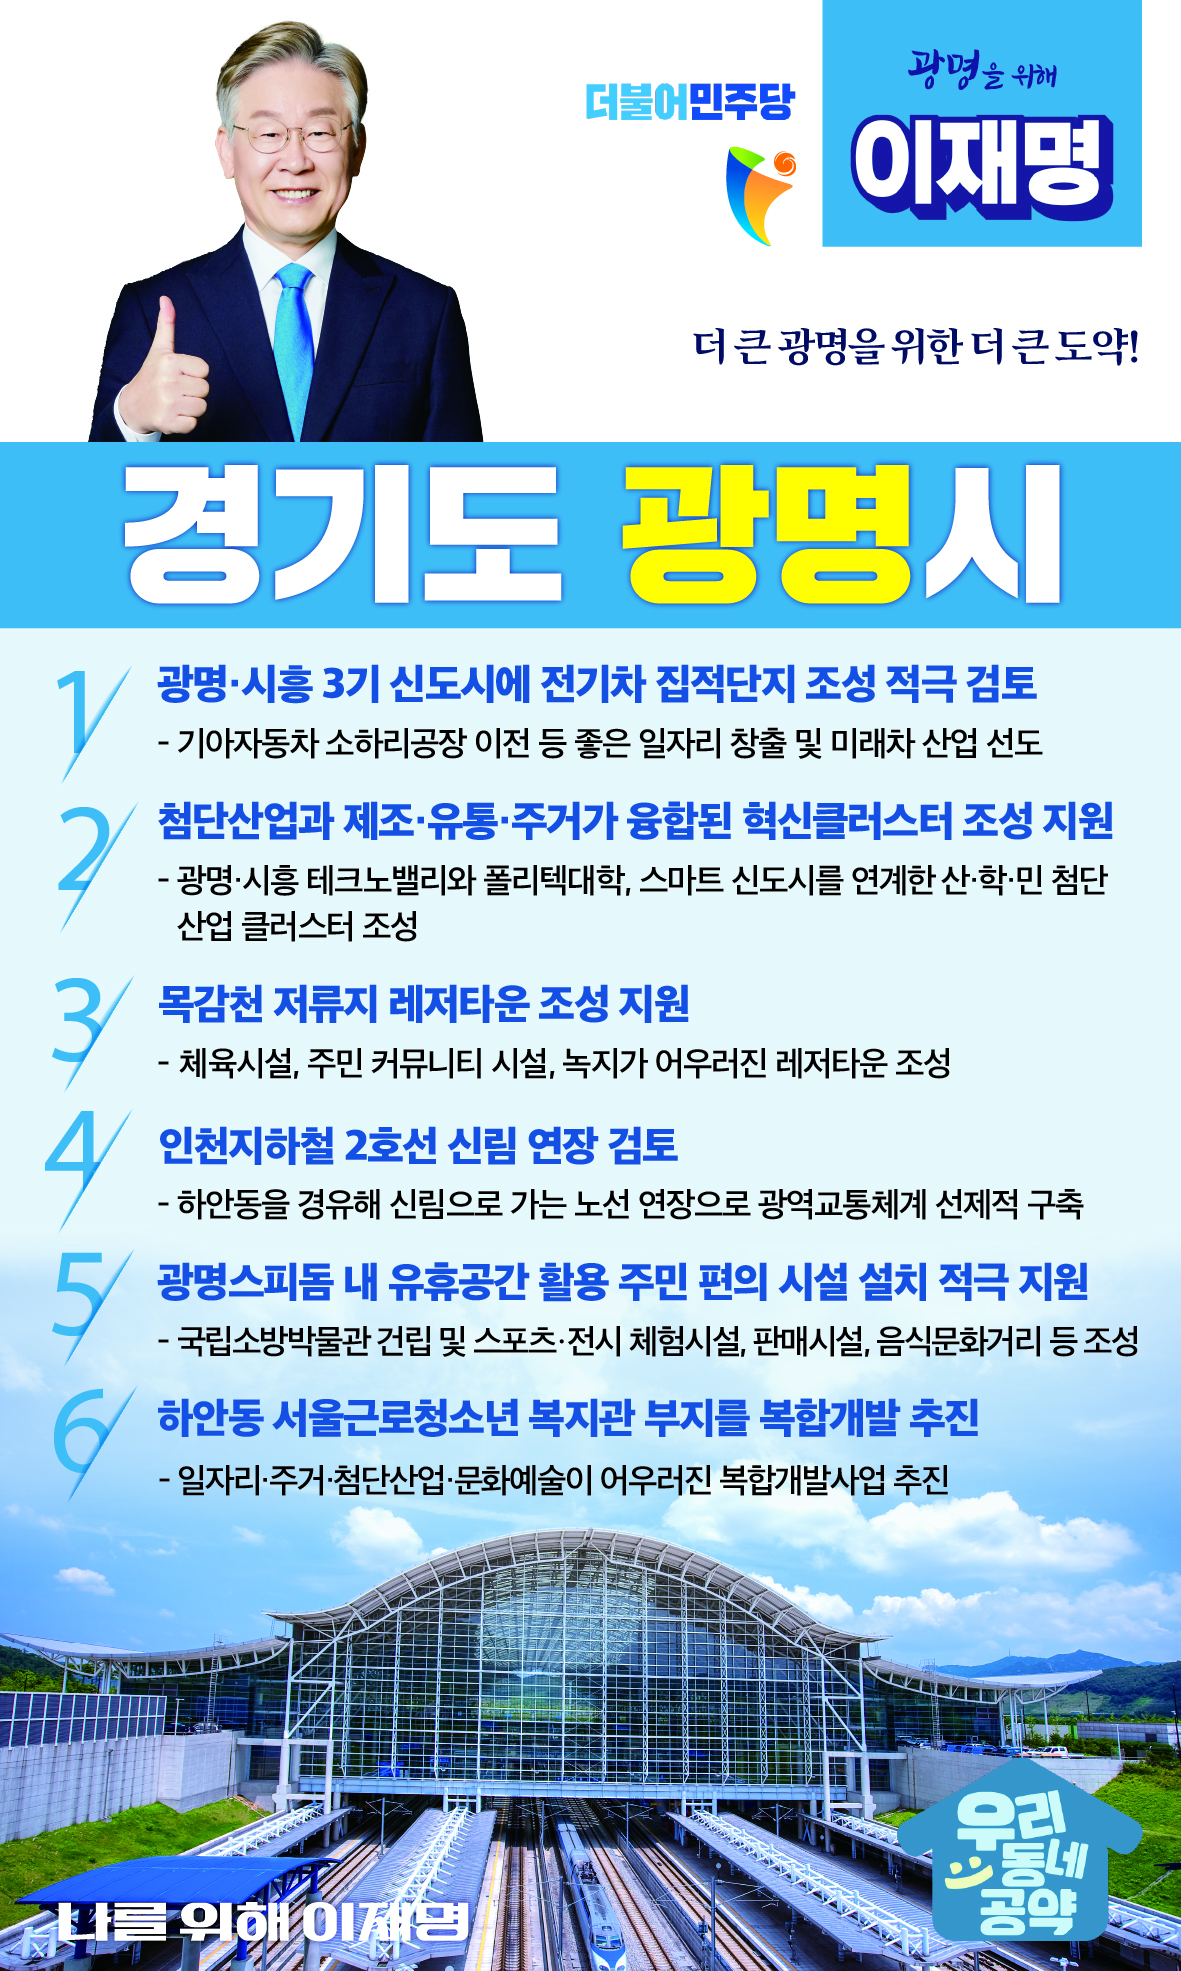 더불어민주당
광명을 위해
이재명
더 큰 광명을 위한 더 큰 도약!
경기도 광명시
1 광명·시흥 3기 신도시에 전기차 집적단지 조성 적극 검토
- 기아자동차 소하리공장 이전 등 좋은 일자리 창출 및 미래차 산업 선도
2 첨단산업과 제조·유통·주거가 융합된 혁신클러스터 조성 지원
- 광명·시흥 테크노밸리와 폴리텍대학, 스마트 신도시를 연계한 산·학·민 첨단
산업 클러스터 조성
3 목감천 저류지 레저타운 조성 지원
- 체육시설, 주민 커뮤니티 시설, 녹지가 어우러진 레저타운 조성
4 인천지하철 2호선 신림 연장 검토
- 하안동을 경유해 신림으로 가는 노선 연장으로 광역교통체계 선제적 구축
5 광명스피돔 내 유휴공간 활용 주민 편의 시설 설치 적극 지원
- 국립소방박물관 건립 및 스포츠·전시 체험시설, 판매시설, 음식문화거리 등 조성
6 하안동 서울근로청소년 복지관 부지를 복합개발 추진
- 일자리·주거·첨단산업·문화예술이 어우러진 복합개발사업 추진
우리
동네
공약
나를 위해 이재명